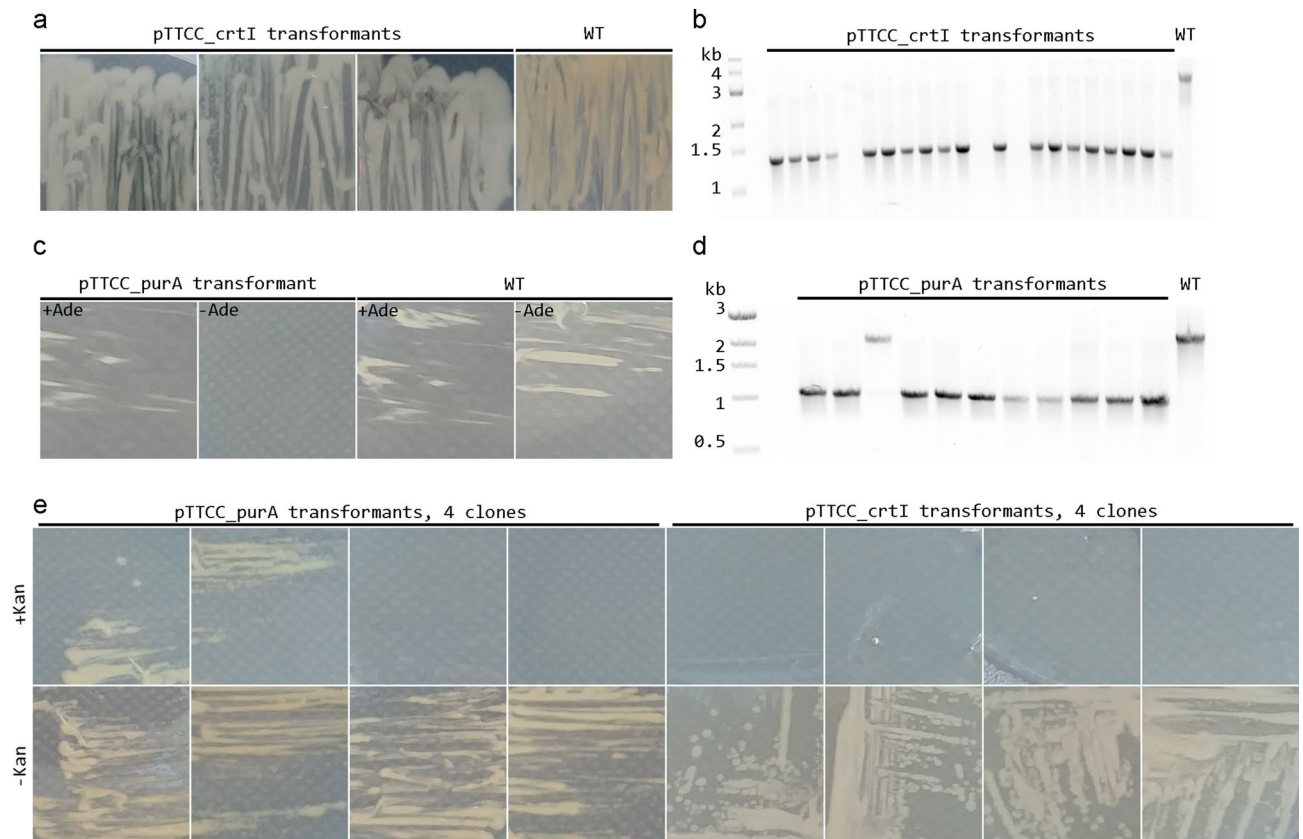 a
pTTCC_crtI transformants
WT
b
pTTCC_crtI transformants
WT
kb
4
3
2
1.5
1
c
pTTCC_purA transformant
WT
+Ade
-Ade
+Ade
-Ade
d
pTTCC_purA transformants
WT
kb
3
2
1.5
1
0.5
e
pTTCC_purA transformants, 4 clones
pTTCC_crtI transformants, 4 clones
+Kan
-Kan